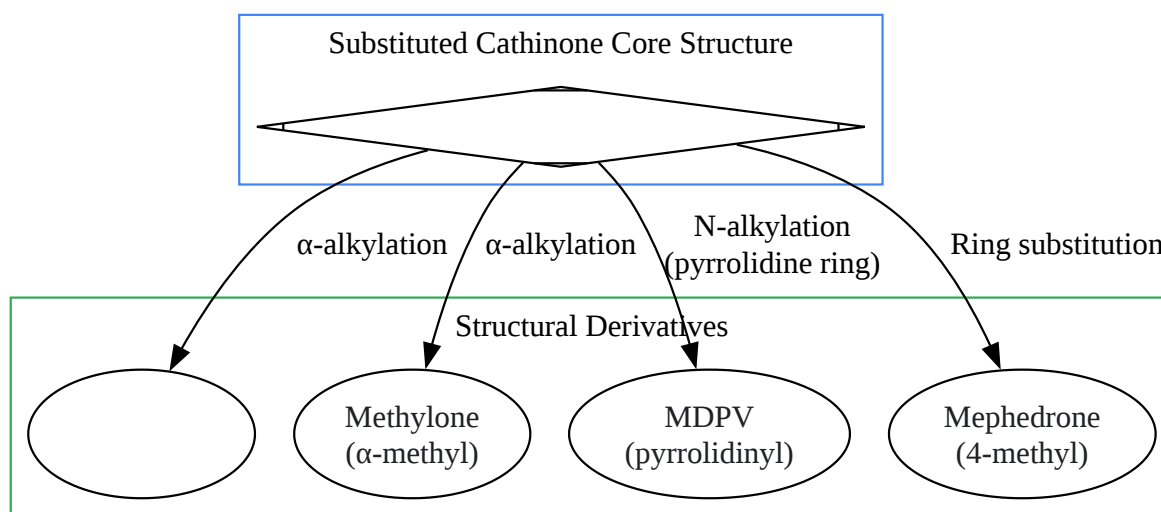 Substituted Cathinone Core Structure
α-alkylation
α-alkylation
N-alkylation
(pyrrolidine ring)
Ring substitution
Structural Derivatives
Methylone
(α-methyl)
MDPV
(pyrrolidinyl)
Mephedrone
(4-methyl)